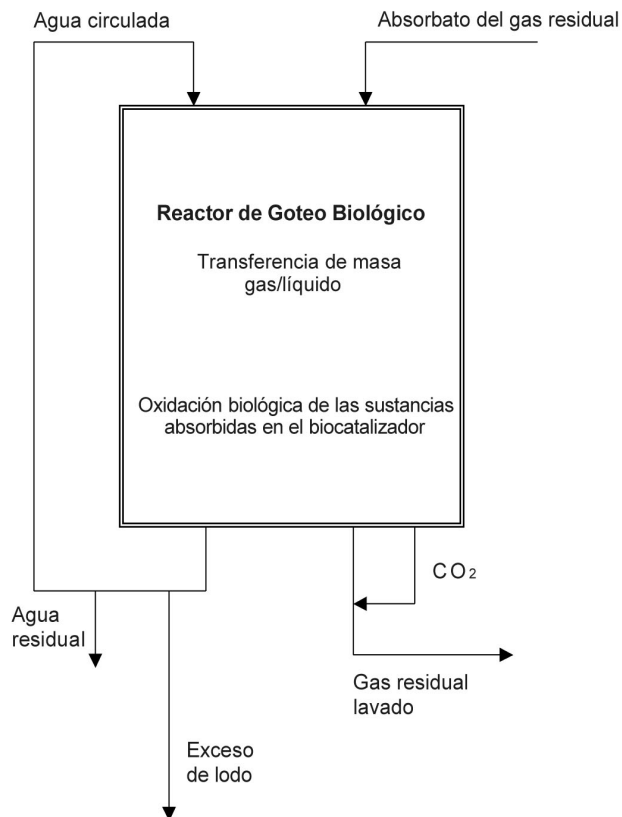 Agua circulada
Absorbato del gas residual
Reactor de Goteo Biológico
Transferencia de masa
gas/líquido
Oxidación biológica de las sustancias
absorbidas en el biocatalizador
CO₂
Agua
residual
Gas residual
lavado
Exceso
de lodo